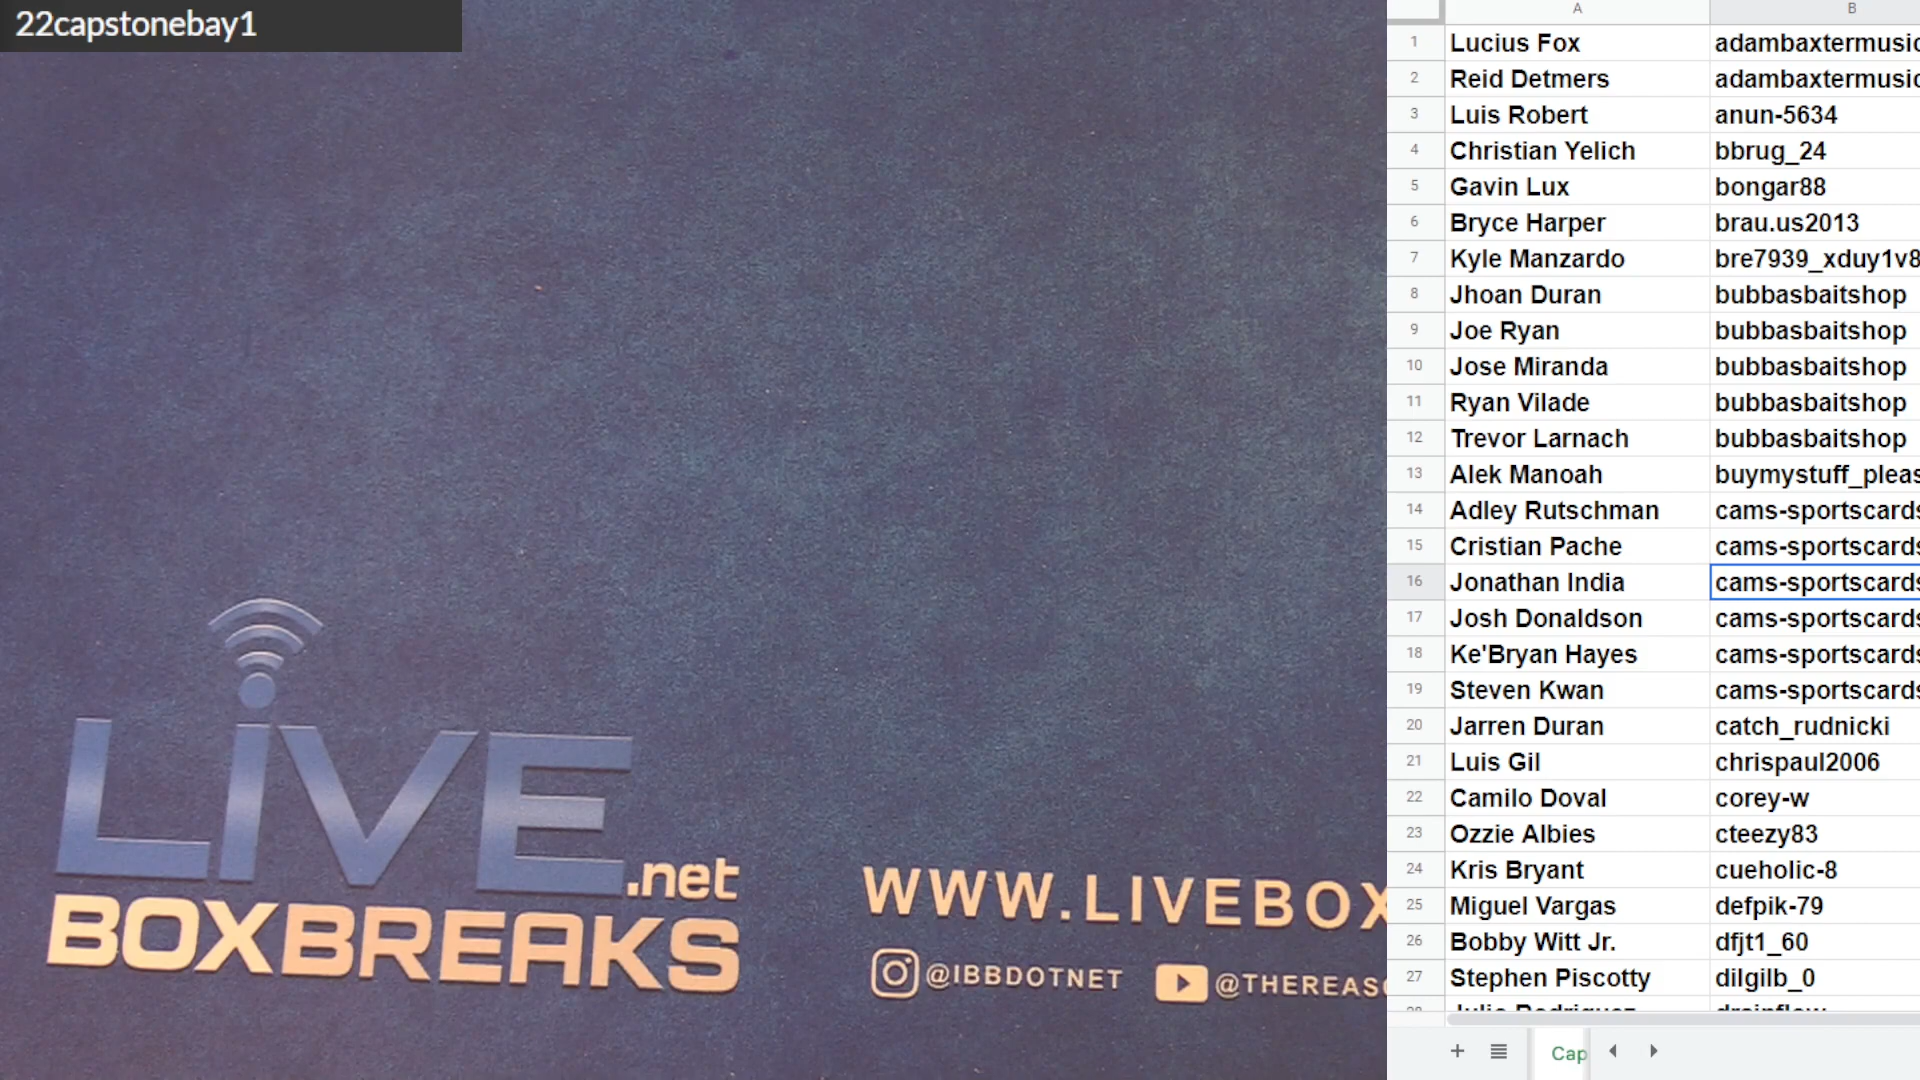 22capstonebay1
LiVE
.net
BOXBREAKS
WWW.LIVEBOX
@IBBDOTNET
@THEREAS
A B
1 Lucius Fox adambaxtermusic
2 Reid Detmers adambaxtermusic
3 Luis Robert anun-5634
4 Christian Yelich bbrug_24
5 Gavin Lux bongar88
6 Bryce Harper brau.us2013
7 Kyle Manzardo bre7939_xduy1v8
8 Jhoan Duran bubbasbaitshop
9 Joe Ryan bubbasbaitshop
10 Jose Miranda bubbasbaitshop
11 Ryan Vilade bubbasbaitshop
12 Trevor Larnach bubbasbaitshop
13 Alek Manoah buymystuff_pleas
14 Adley Rutschman cams-sportscards
15 Cristian Pache cams-sportscards
16 Jonathan India cams-sportscards
17 Josh Donaldson cams-sportscards
18 Ke'Bryan Hayes cams-sportscards
19 Steven Kwan cams-sportscards
20 Jarren Duran catch_rudnicki
21 Luis Gil chrispaul2006
22 Camilo Doval corey-w
23 Ozzie Albies cteezy83
24 Kris Bryant cueholic-8
25 Miguel Vargas defpik-79
26 Bobby Witt Jr. dfjt1_60
27 Stephen Piscotty dilgilb_0
Cap